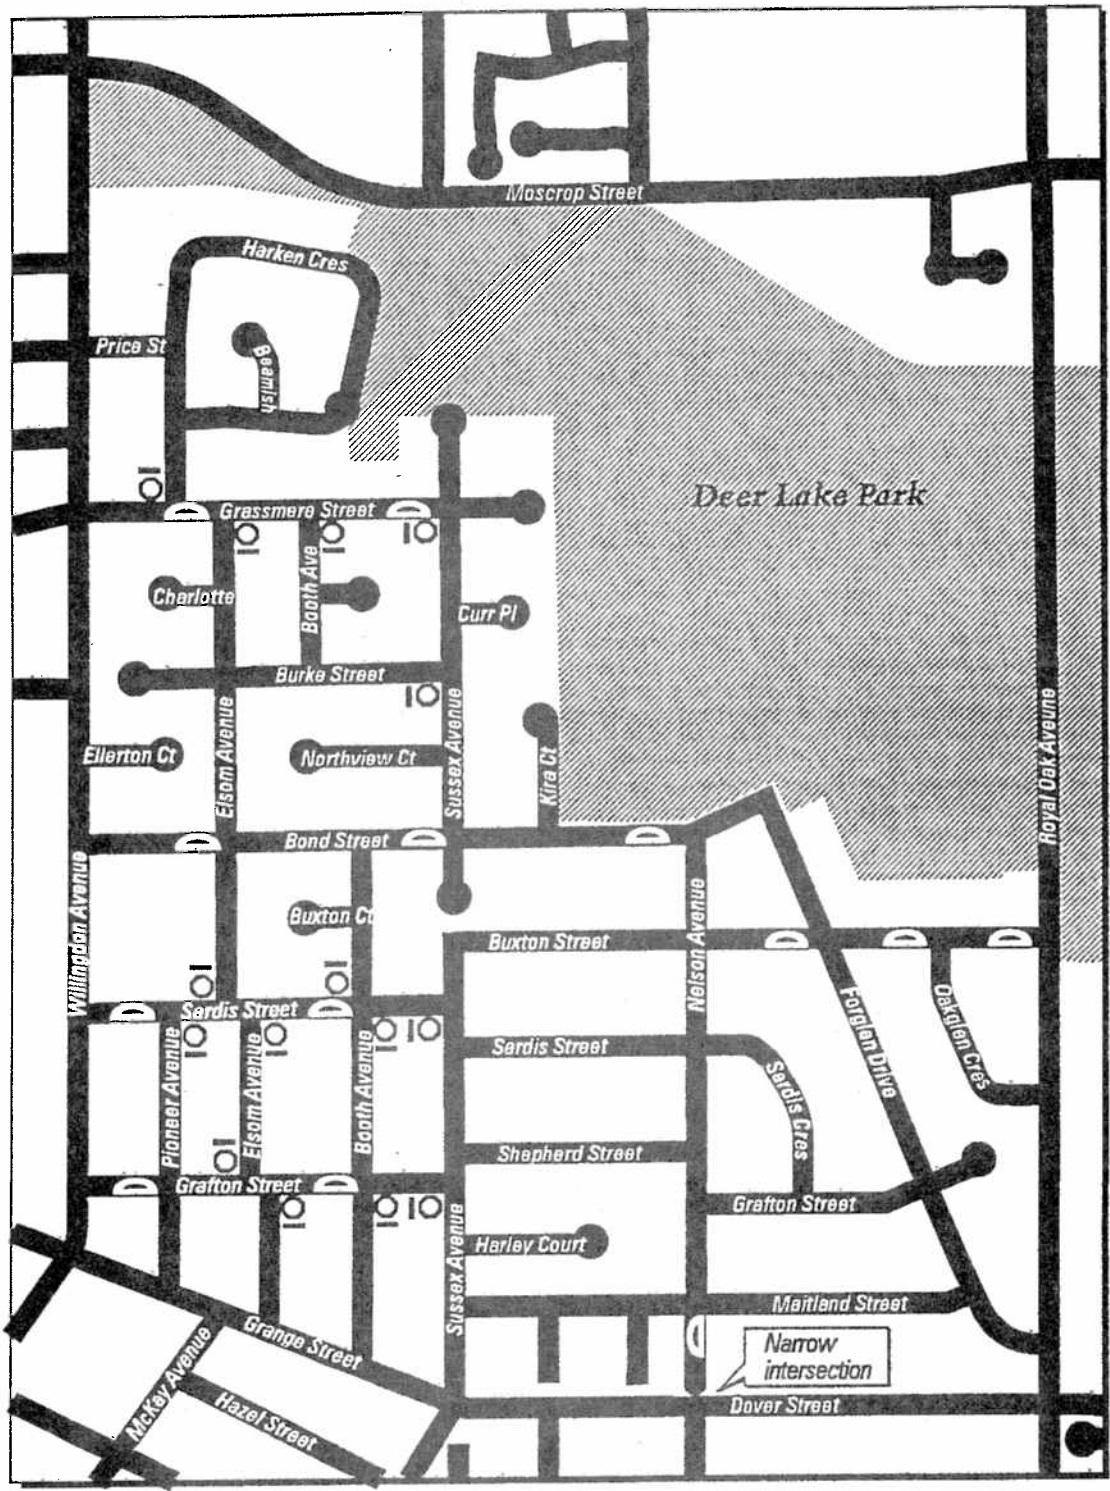 Moscrop Street
Harken Cres
Price St
Beamish
Deer Lake Park
Grassmere Street
Booth Ave
Charlotte
Curr Pl
Burke Street
Elsom Avenue
Sussex Avenue
Ellerton Ct
Northview Ct
Kira Ct
Royal Oak Aveune
Bond Street
Willingdon Avenue
Buxton Ct
Buxton Street
Nelson Avenue
Sardis Street
Forglen Drive
Oakglen Cres
Pioneer Avenue
Elsom Avenue
Booth Avenue
Sardis Street
Sardis Cres
Shepherd Street
Grafton Street
Grafton Street
Sussex Avenue
Harley Court
Maitland Street
Grange Street
Narrow
intersection
McKay Avenue
Hazel Street
Dover Street